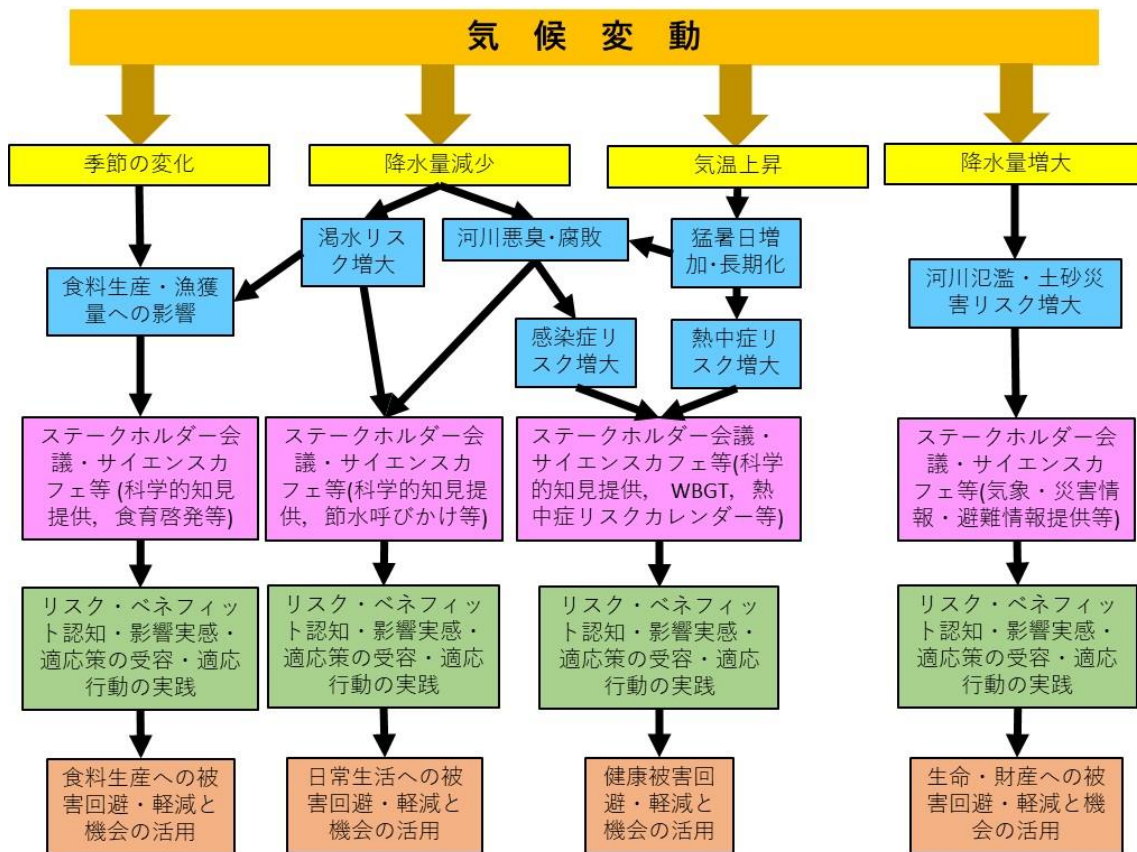 気候変動
季節の変化
降水量減少
気温上昇
降水量増大
渇水リス
ク増大
河川悪臭・腐敗
猛暑日増
加・長期化
食料生産・漁獲
量への影響
河川氾濫・土砂災
害リスク増大
感染症リ
スク増大
熱中症リ
スク増大
ステークホルダー会
議・サイエンスカ
フェ等 (科学的知見
提供, 食育啓発等)
ステークホルダー会
議・サイエンスカ
フェ等(科学的知見提
供, 節水呼びかけ等)
ステークホルダー会議・
サイエンスカフェ等(科学
的知見提供, WBGT, 熱
中症リスクカレンダー等)
ステークホルダー会
議・サイエンスカ
フェ等(気象・災害情
報・避難情報提供等)
リスク・ベネフィッ
ト認知・影響実感・
適応策の受容・適応
行動の実践
リスク・ベネフィッ
ト認知・影響実感・
適応策の受容・適応
行動の実践
リスク・ベネフィッ
ト認知・影響実感・
適応策の受容・適応
行動の実践
リスク・ベネフィッ
ト認知・影響実感・
適応策の受容・適応
行動の実践
食料生産への被
害回避・軽減と
機会の活用
日常生活への被
害回避・軽減と
機会の活用
健康被害回
避・軽減と
機会の活用
生命・財産への被
害回避・軽減と機
会の活用